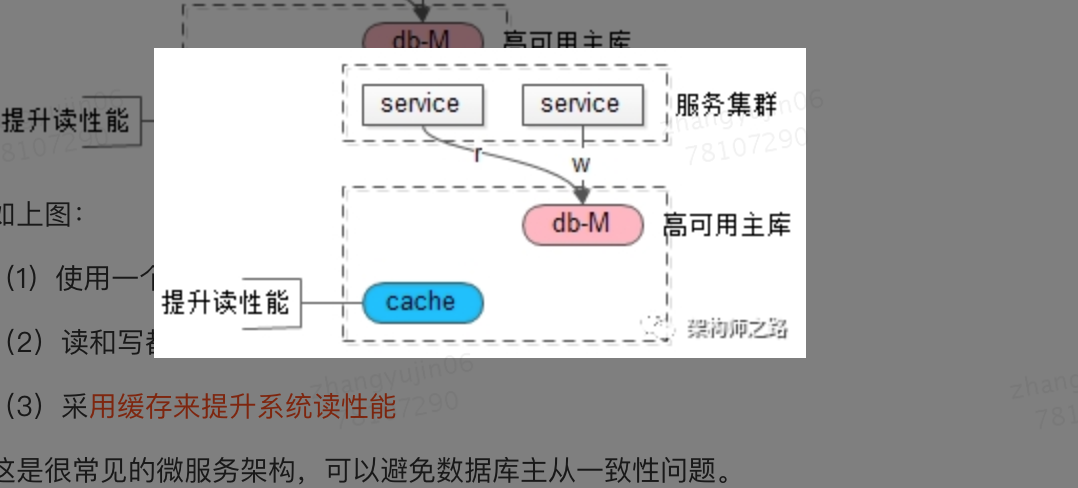 db-M 高可用主库
service service 服务集群
r
w
db-M 高可用主库
提升读性能
提升读性能 cache
架构师之路
如上图：
（1）使用一个
（2）读和写都
（3）采用缓存来提升系统读性能
这是很常见的微服务架构，可以避免数据库主从一致性问题。
zhangyujin06
78107290
zhangyujin06
78107290
zhangyujin06
78107290
zhang
781